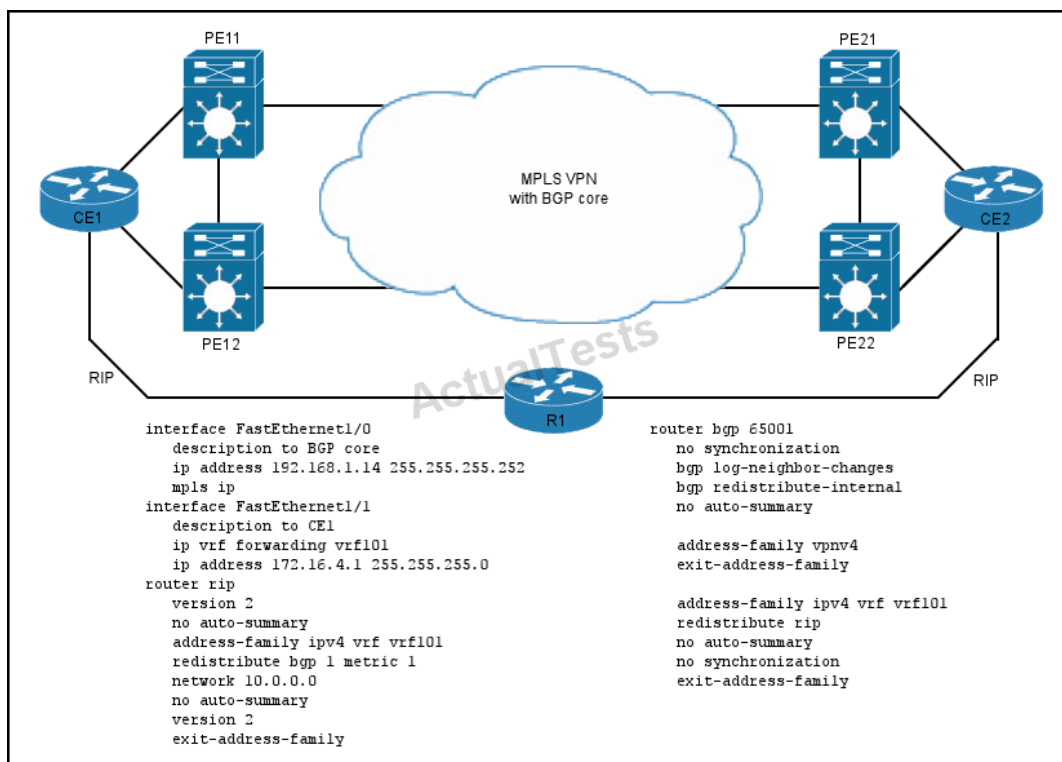 PE11
PE21
MPLS VPN
with BGP core
CE1
CE2
PE12
PE22
RIP
RIP
ActualTests
R1
interface FastEthernet1/0
description to BGP core
ip address 192.168.1.14 255.255.255.252
mpls ip
interface FastEthernet1/1
description to CE1
ip vrf forwarding vrf101
ip address 172.16.4.1 255.255.255.0
router rip
version 2
no auto-summary
address-family ipv4 vrf vrf101
redistribute bgp 1 metric 1
network 10.0.0.0
no auto-summary
version 2
exit-address-family
router bgp 65001
no synchronization
bgp log-neighbor-changes
bgp redistribute-internal
no auto-summary
address-family vpnv4
exit-address-family
address-family ipv4 vrf vrf101
redistribute rip
no auto-summary
no synchronization
exit-address-family